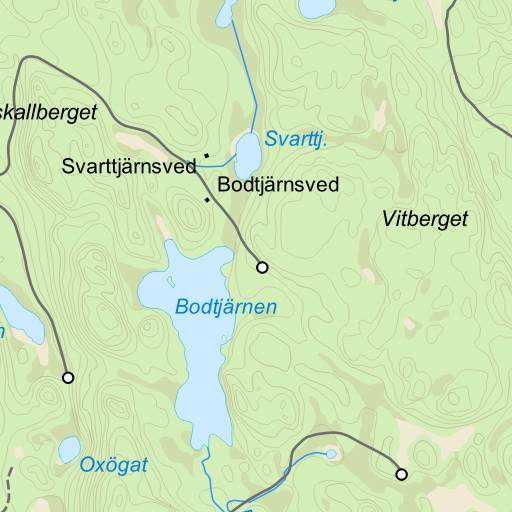 skallberget
Svarttj.
Svarttjärnsved
Bodtjärnsved
Vitberget
Bodtjärnen
n
Oxögat